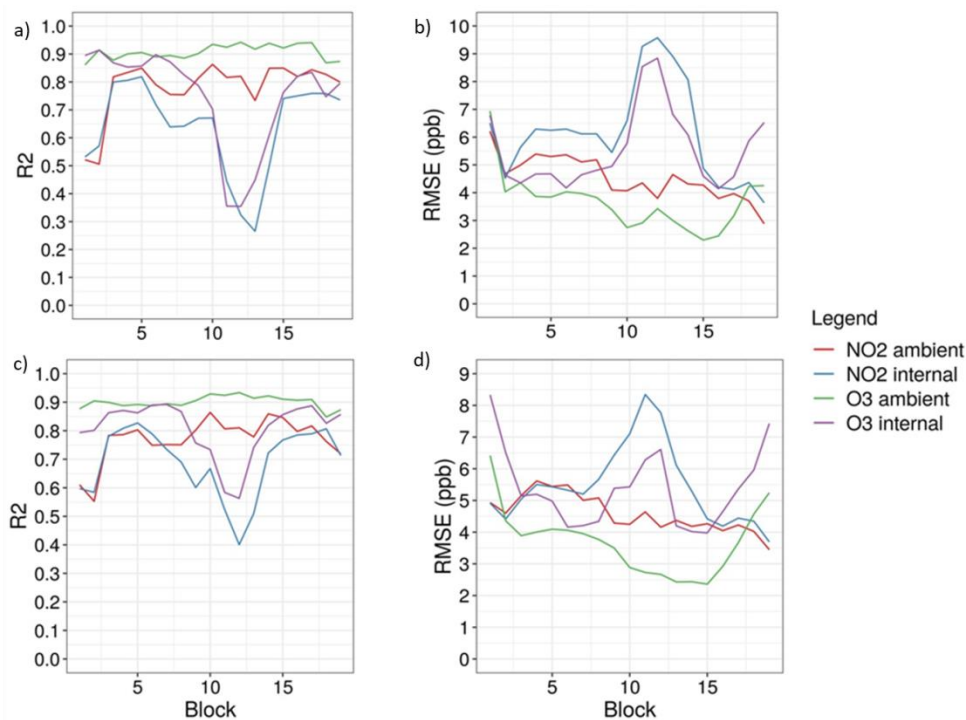 a)
1.0
0.9
0.8
0.7
0.6
0.5
0.4
0.3
0.2
0.1
0.0
R2
5 10 15
b)
10
9
8
7
6
5
4
3
2
1
0
RMSE (ppb)
5 10 15
c)
1.0
0.9
0.8
0.7
0.6
0.5
0.4
0.3
0.2
0.1
0.0
R2
5 10 15
Block
d)
9
8
7
6
5
4
3
2
1
0
RMSE (ppb)
5 10 15
Block
Legend
NO2 ambient
NO2 internal
O3 ambient
O3 internal